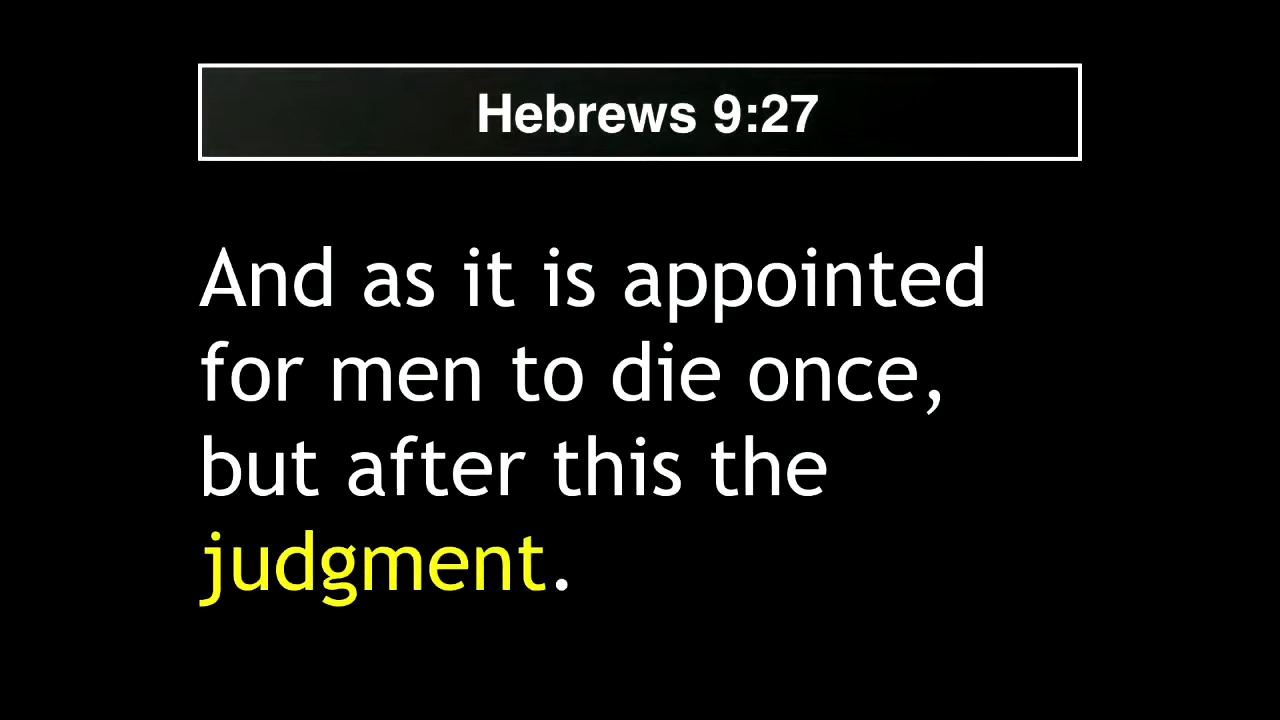 Hebrews 9:27
And as it is appointed
for men to die once,
but after this the
judgment.